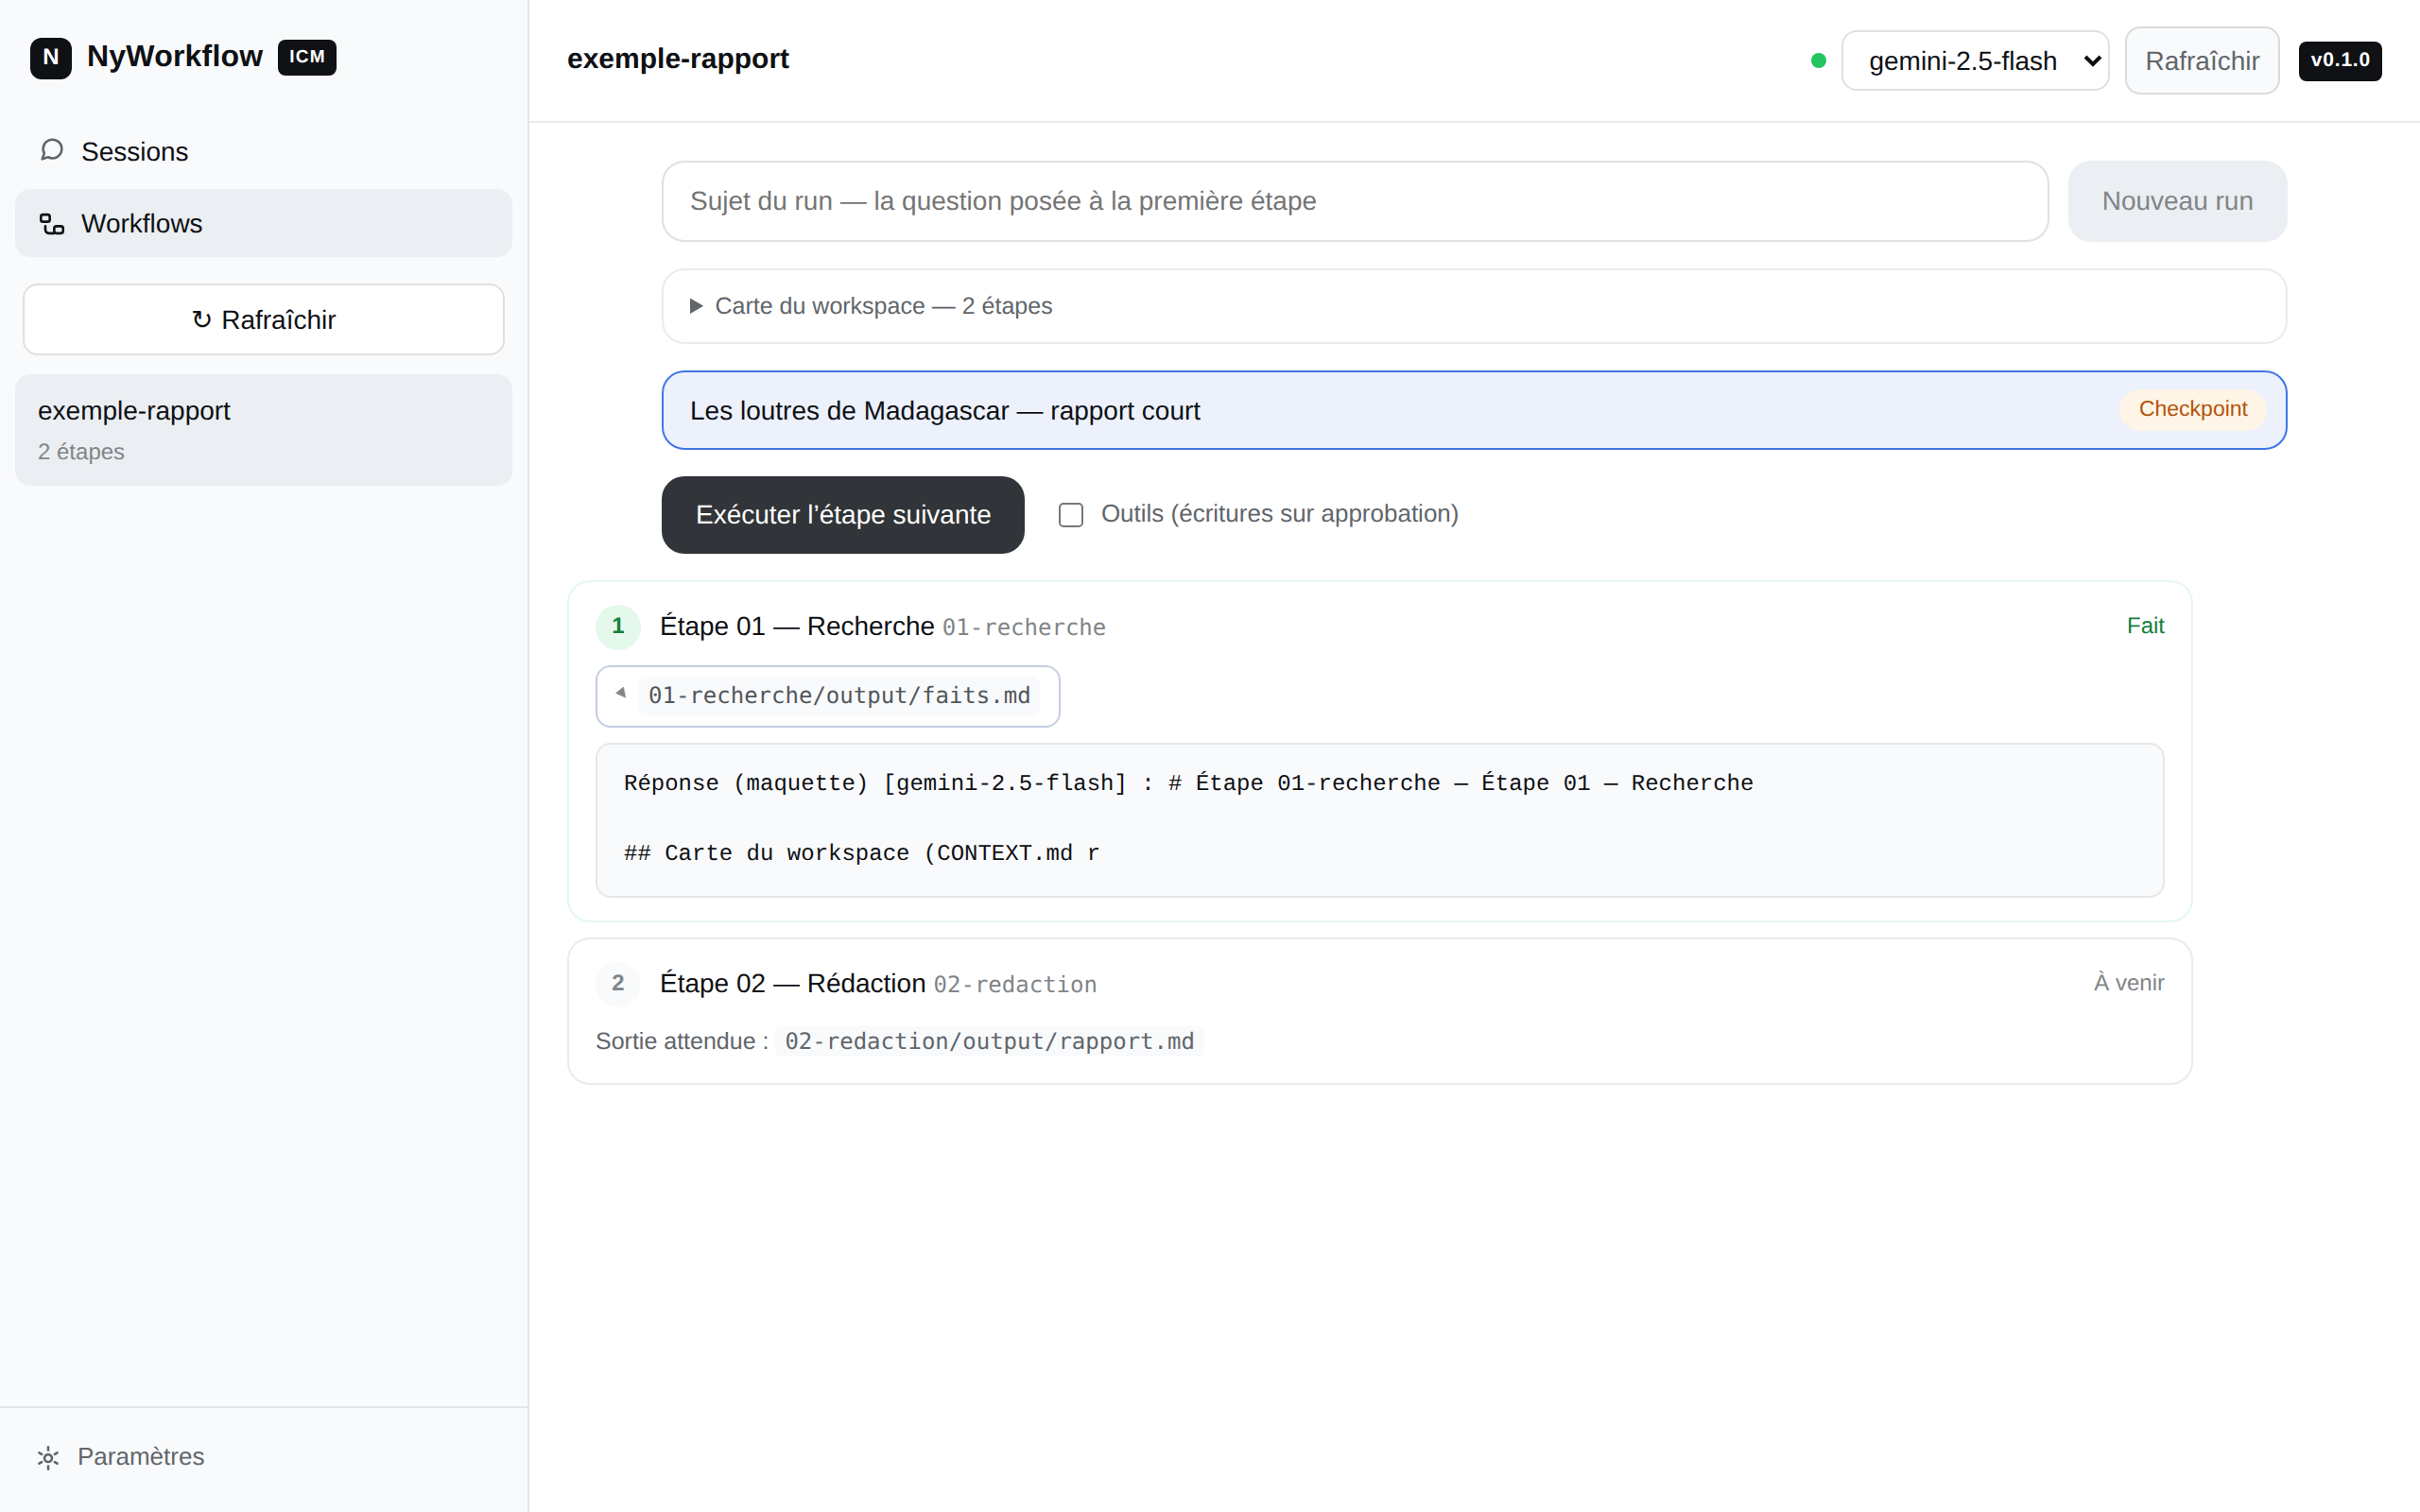 N NyWorkflow ICM
Sessions
Workflows
↻ Rafraîchir
exemple-rapport
2 étapes
Paramètres
exemple-rapport
gemini-2.5-flash
Rafraîchir
v0.1.0
Sujet du run — la question posée à la première étape
Nouveau run
Carte du workspace — 2 étapes
Les loutres de Madagascar — rapport court
Checkpoint
Exécuter l’étape suivante
Outils (écritures sur approbation)
1 Étape 01 — Recherche 01-recherche
Fait
01-recherche/output/faits.md
Réponse (maquette) [gemini-2.5-flash] : # Étape 01-recherche — Étape 01 — Recherche
## Carte du workspace (CONTEXT.md r
2 Étape 02 — Rédaction 02-redaction
À venir
Sortie attendue : 02-redaction/output/rapport.md